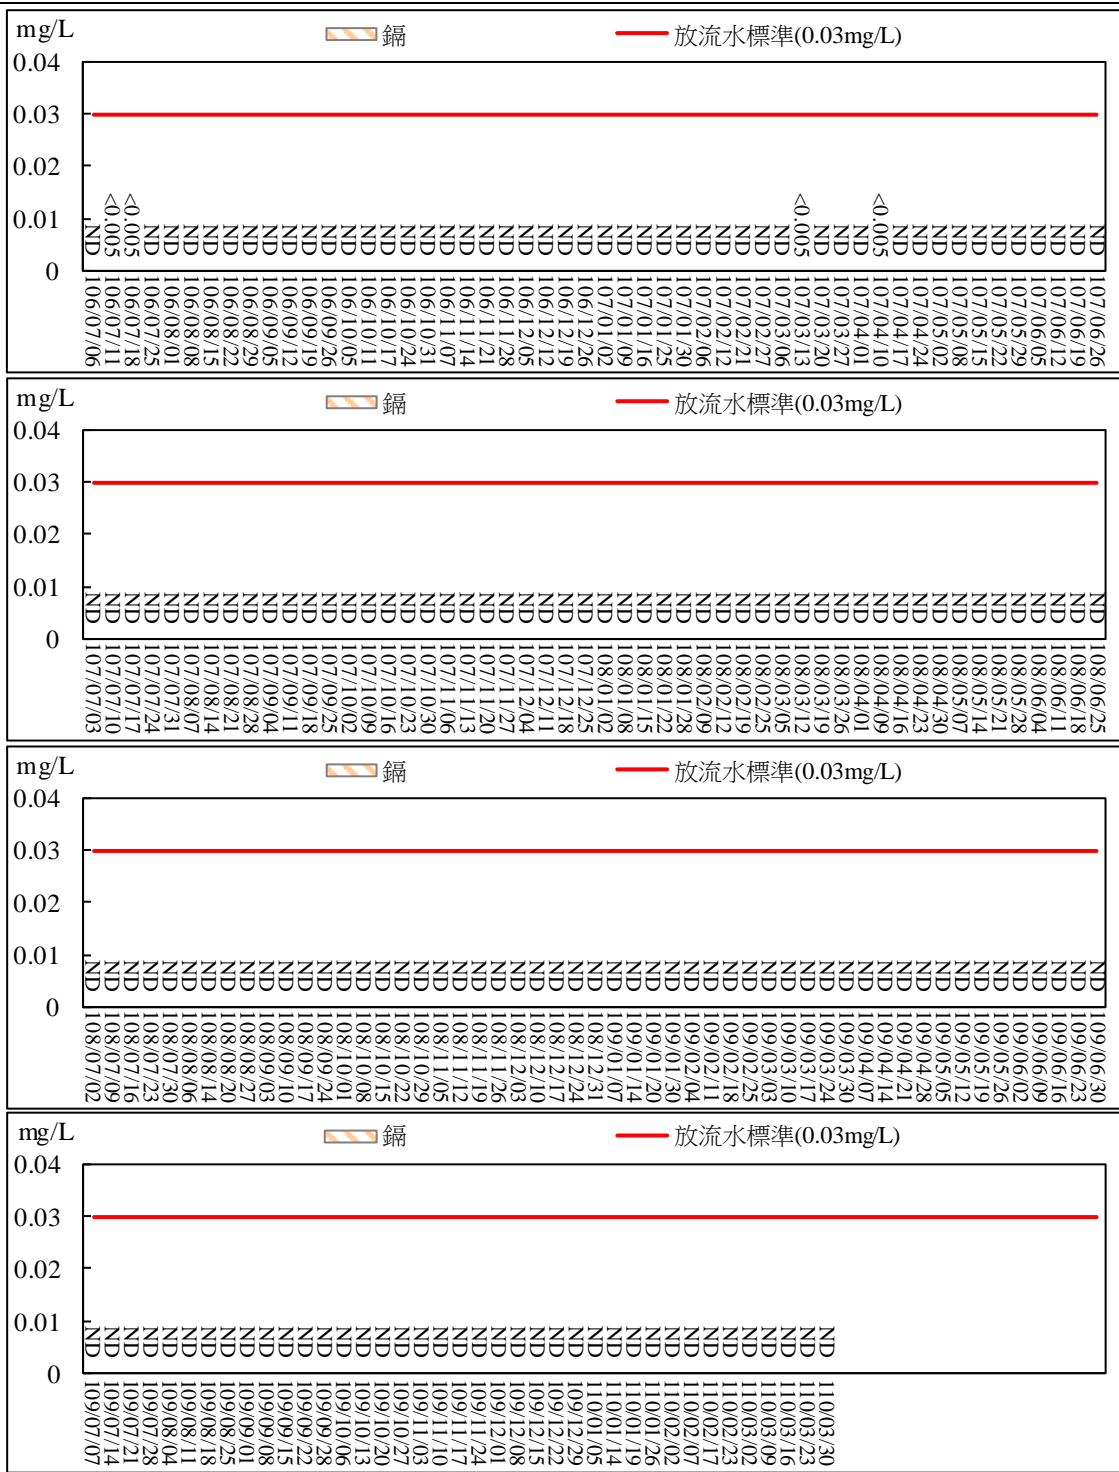 mg/L
鎘 放流水標準(0.03mg/L)
0.04
0.03
0.02
0.01
0
ND <0.005 <0.005 ND ND ND ND ND ND ND ND ND ND ND ND ND ND ND ND ND ND ND ND ND ND ND ND ND ND ND ND ND ND ND ND ND <0.005 ND ND ND <0.005 ND ND ND ND ND ND ND ND ND ND ND
106/07/06 106/07/11 106/07/18 106/07/25 106/08/01 106/08/08 106/08/15 106/08/22 106/08/29 106/09/05 106/09/12 106/09/19 106/09/26 106/10/05 106/10/11 106/10/17 106/10/24 106/10/31 106/11/07 106/11/14 106/11/21 106/11/28 106/12/05 106/12/12 106/12/19 106/12/26 107/01/02 107/01/09 107/01/16 107/01/25 107/01/30 107/02/06 107/02/12 107/02/21 107/02/27 107/03/06 107/03/13 107/03/20 107/03/27 107/04/01 107/04/10 107/04/17 107/04/24 107/05/02 107/05/08 107/05/15 107/05/22 107/05/29 107/06/05 107/06/12 107/06/19 107/06/26
mg/L
鎘 放流水標準(0.03mg/L)
0.04
0.03
0.02
0.01
0
ND ND ND ND ND ND ND ND ND ND ND ND ND ND ND ND ND ND ND ND ND ND ND ND ND ND ND ND ND ND ND ND ND ND ND ND ND ND ND ND ND ND ND ND ND ND ND ND ND ND ND ND
107/07/03 107/07/10 107/07/17 107/07/24 107/07/31 107/08/07 107/08/14 107/08/21 107/08/28 107/09/04 107/09/11 107/09/18 107/09/25 107/10/02 107/10/09 107/10/16 107/10/23 107/10/30 107/11/06 107/11/13 107/11/20 107/11/27 107/12/04 107/12/11 107/12/18 107/12/25 108/01/02 108/01/08 108/01/15 108/01/22 108/01/28 108/02/09 108/02/12 108/02/19 108/02/25 108/03/05 108/03/12 108/03/19 108/03/26 108/04/02 108/04/09 108/04/16 108/04/23 108/04/30 108/05/07 108/05/14 108/05/21 108/05/28 108/06/04 108/06/11 108/06/18 108/06/25
mg/L
鎘 放流水標準(0.03mg/L)
0.04
0.03
0.02
0.01
0
ND ND ND ND ND ND ND ND ND ND ND ND ND ND ND ND ND ND ND ND ND ND ND ND ND ND ND ND ND ND ND ND ND ND ND ND ND ND ND ND ND ND ND ND ND ND ND ND ND ND ND ND
108/07/02 108/07/09 108/07/16 108/07/23 108/07/30 108/08/06 108/08/14 108/08/20 108/08/27 108/09/03 108/09/10 108/09/17 108/09/24 108/10/01 108/10/08 108/10/15 108/10/22 108/10/29 108/11/05 108/11/12 108/11/19 108/11/26 108/12/03 108/12/10 108/12/17 108/12/24 108/12/31 109/01/07 109/01/14 109/01/20 109/01/30 109/02/04 109/02/11 109/02/18 109/02/25 109/03/03 109/03/10 109/03/17 109/03/24 109/03/30 109/04/07 109/04/14 109/04/21 109/04/28 109/05/05 109/05/12 109/05/19 109/05/26 109/06/02 109/06/09 109/06/16 109/06/23 109/06/30
mg/L
鎘 放流水標準(0.03mg/L)
0.04
0.03
0.02
0.01
0
ND ND ND ND ND ND ND ND ND ND ND ND ND ND ND ND ND ND ND ND ND ND ND ND ND ND ND ND ND ND ND ND ND ND ND ND ND ND ND
109/07/07 109/07/14 109/07/21 109/07/28 109/08/04 109/08/11 109/08/18 109/08/25 109/09/01 109/09/08 109/09/15 109/09/22 109/09/28 109/10/06 109/10/13 109/10/20 109/10/27 109/11/03 109/11/10 109/11/17 109/11/24 109/12/01 109/12/08 109/12/15 109/12/22 109/12/29 110/01/05 110/01/14 110/01/19 110/01/26 110/02/02 110/02/07 110/02/17 110/02/23 110/03/02 110/03/09 110/03/16 110/03/23 110/03/30